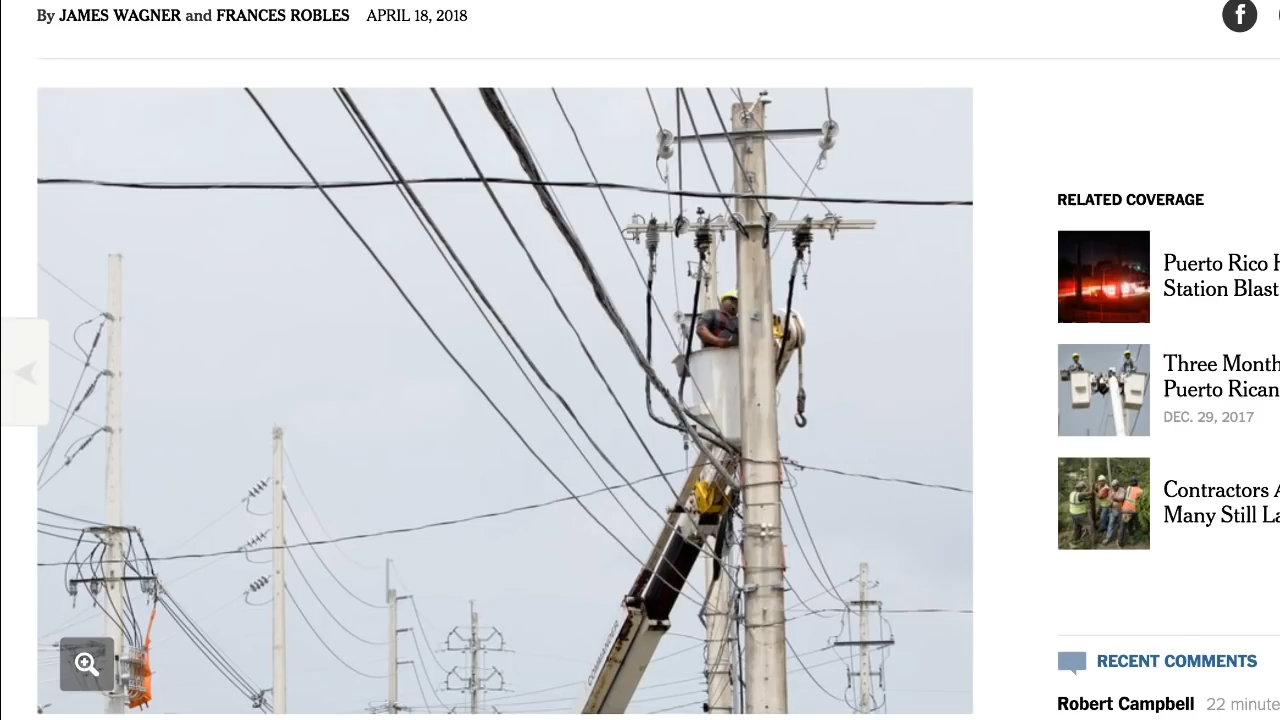 By JAMES WAGNER and FRANCES ROBLES APRIL 18, 2018
f
RELATED COVERAGE
Puerto Rico
Station Blast
Three Month
Puerto Rican
DEC. 29, 2017
Contractors
Many Still
RECENT COMMENTS
Robert Campbell 22 minute
COMMANDER